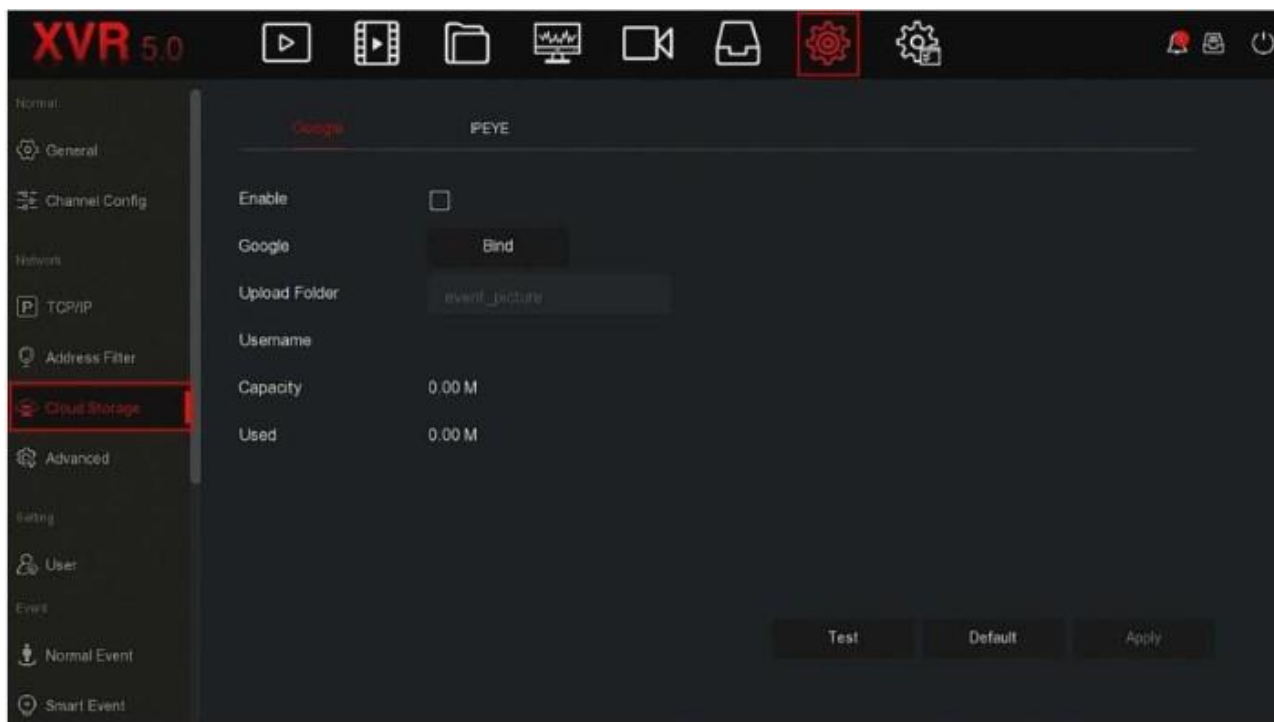 XVR 5.0
Normal
General
Channel Config
Network
P TCP/IP
Address Filter
Cloud Storage
Advanced
Setting
User
Event
Normal Event
Smart Event
Google IPEYE
Enable
Google Bind
Upload Folder event_picture
Username
Capacity 0.00 M
Used 0.00 M
Test Default Apply